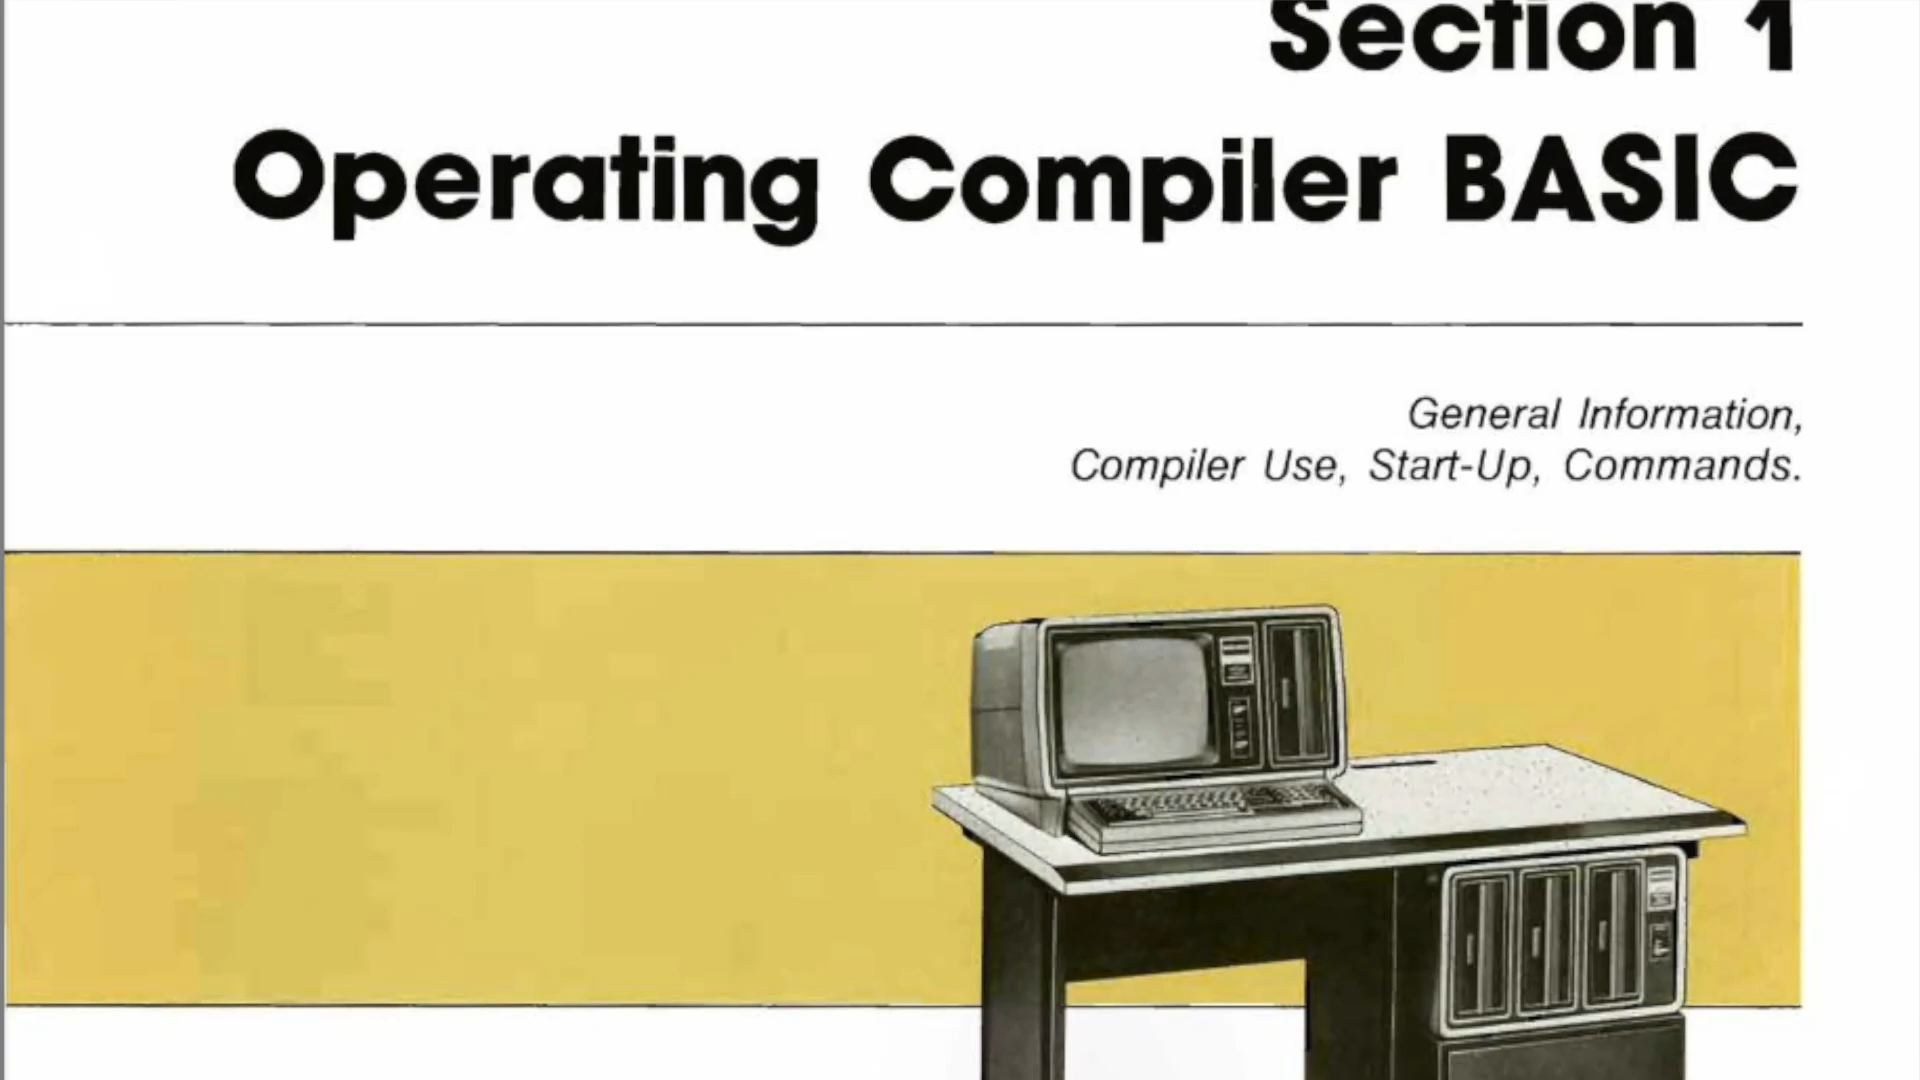 Section 1
Operating Compiler BASIC
General Information,
Compiler Use, Start-Up, Commands.